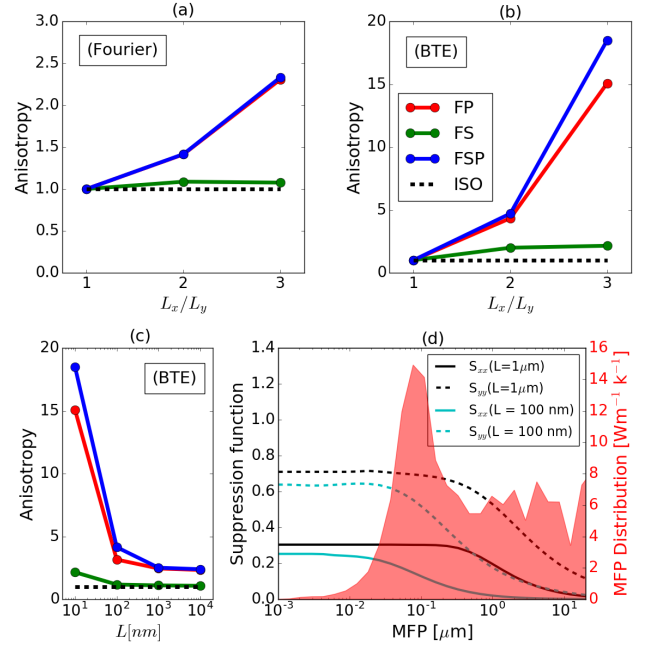 (a)
(Fourier)
Anisotropy
3.0
2.5
2.0
1.5
1.0
0.5
0.0
1 2 3
L_x/L_y
(b)
(BTE)
Anisotropy
20
15
10
5
0
FP
FS
FSP
ISO
1 2 3
L_x/L_y
(c)
(BTE)
Anisotropy
20
15
10
5
0
10^1 10^2 10^3 10^4
L[nm]
(d)
Suppression function
1.4
1.2
1.0
0.8
0.6
0.4
0.2
0.0
S_xx(L=1μm)
S_yy(L=1μm)
S_xx(L = 100 nm)
S_yy(L = 100 nm)
16
14
12
10
8
6
4
2
0
MFP Distribution [Wm^−1 k^−1]
10^−3 10^−2 10^−1 10^0 10^1
MFP [μm]